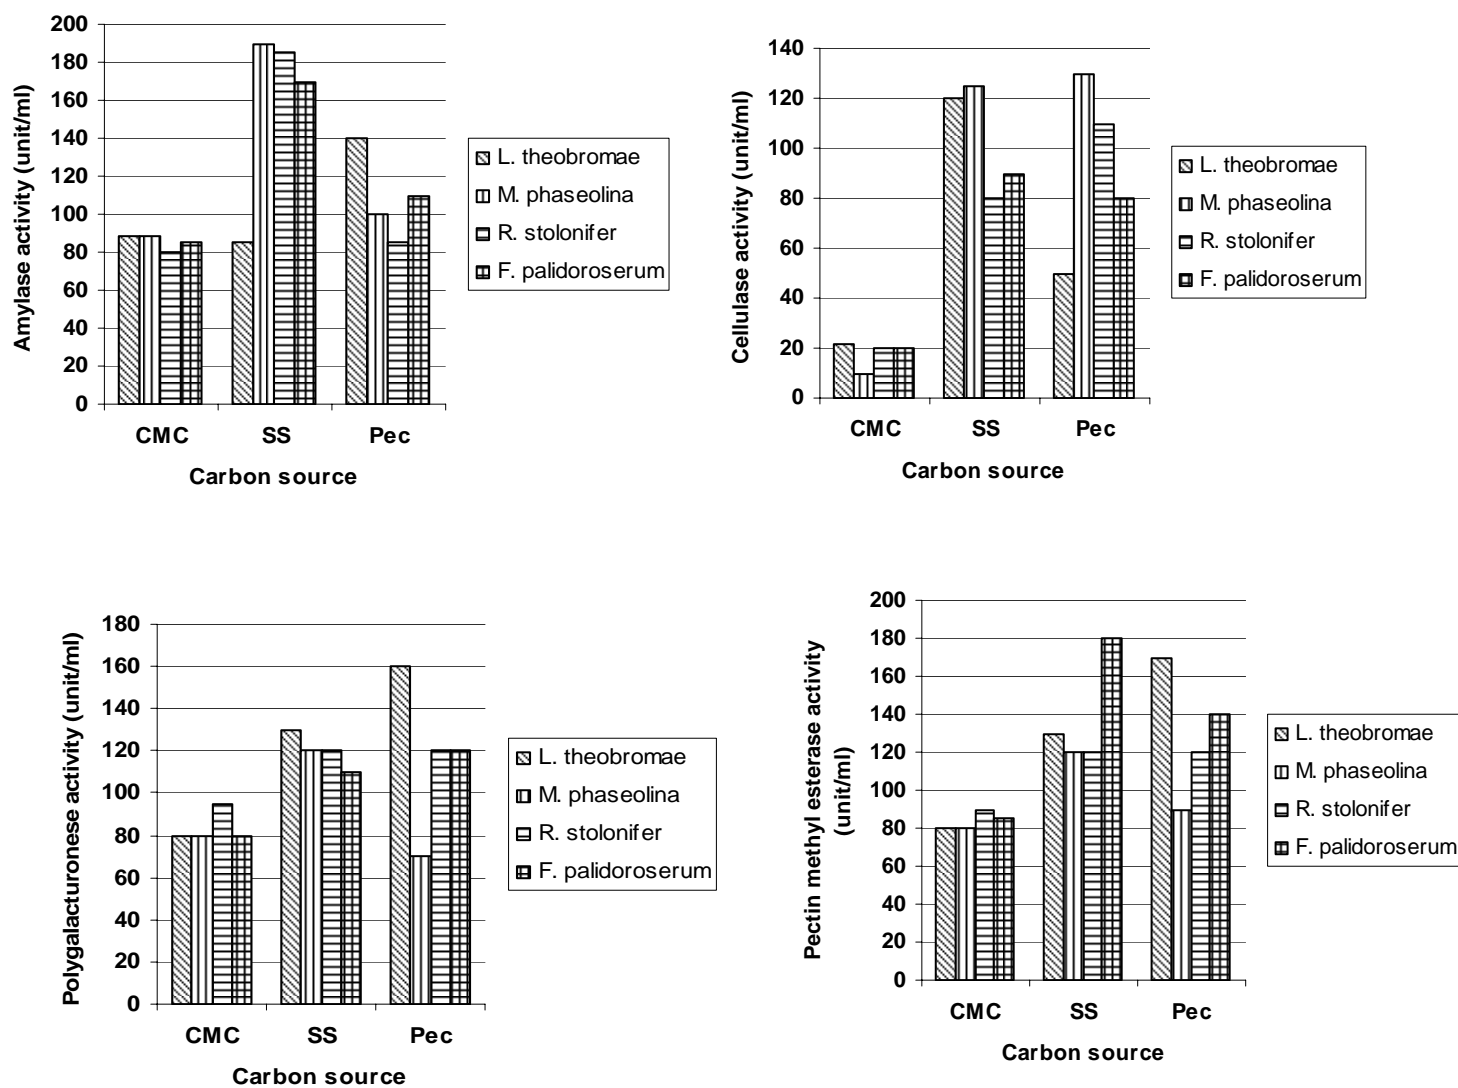 Amylase activity (unit/ml)
200
180
160
140
120
100
80
60
40
20
0
CMC SS Pec
Carbon source
L. theobromae
M. phaseolina
R. stolonifer
F. palidoroserum
Cellulase activity (unit/ml)
140
120
100
80
60
40
20
0
CMC SS Pec
Carbon source
L. theobromae
M. phaseolina
R. stolonifer
F. palidoroserum
Polygalacturonese activity (unit/ml)
180
160
140
120
100
80
60
40
20
0
CMC SS Pec
Carbon source
L. theobromae
M. phaseolina
R. stolonifer
F. palidoroserum
Pectin methyl esterase activity
(unit/ml)
200
180
160
140
120
100
80
60
40
20
0
CMC SS Pec
Carbon source
L. theobromae
M. phaseolina
R. stolonifer
F. palidoroserum